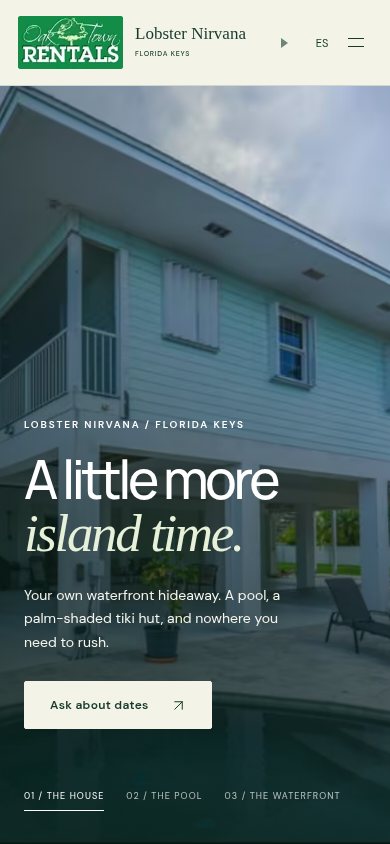 Oak Town
RENTALS
Lobster Nirvana
FLORIDA KEYS
ES
LOBSTER NIRVANA / FLORIDA KEYS
A little more
island time.
Your own waterfront hideaway. A pool, a
palm-shaded tiki hut, and nowhere you
need to rush.
Ask about dates
01 / THE HOUSE
02 / THE POOL
03 / THE WATERFRONT